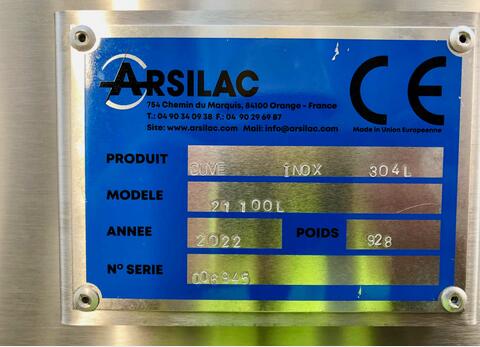 ARSILAC
754 Chemin du Marquis, 84100 Orange - France
T.: 04 90 34 09 38 F.: 04 90 29 69 87
Site: www.arsilac.com Mail: info@arsilac.com
CE
Made in Union Européenne
PRODUIT CUVE INOX 304L
MODELE 21 100L
ANNEE 2022 POIDS 928
N° SERIE 006945